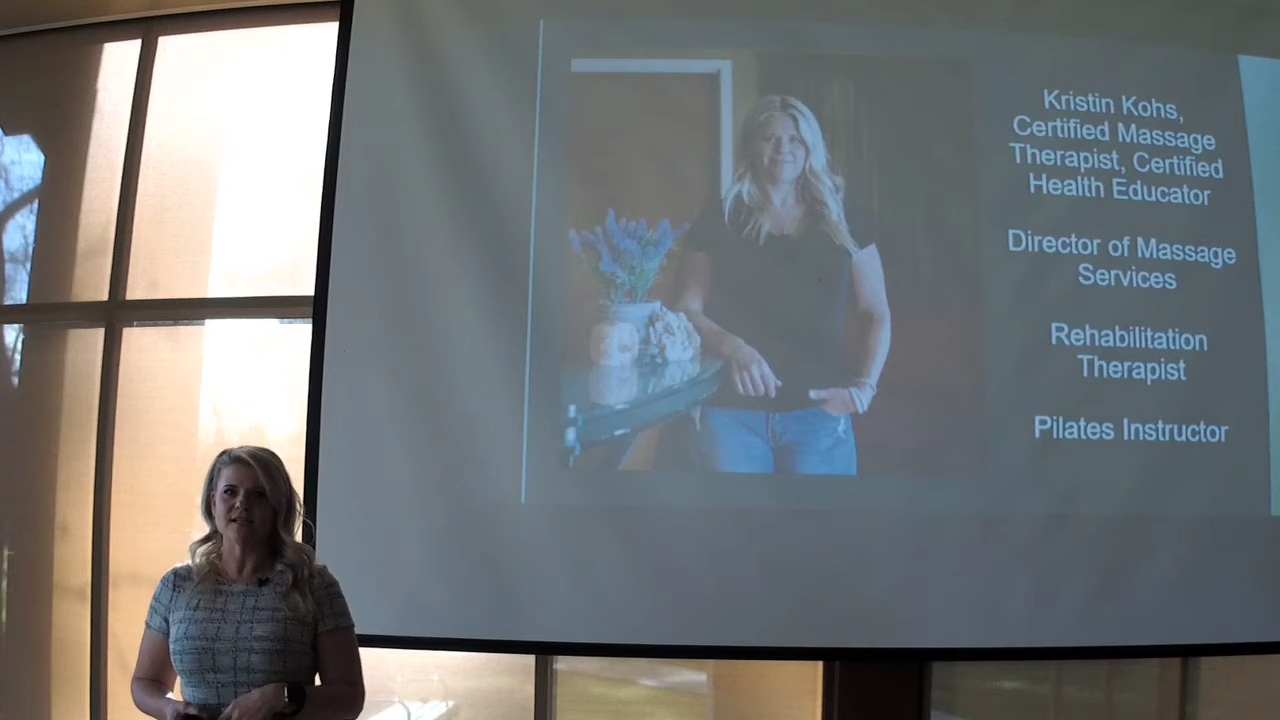 Kristin Kohs,
Certified Massage
Therapist, Certified
Health Educator
Director of Massage
Services
Rehabilitation
Therapist
Pilates Instructor